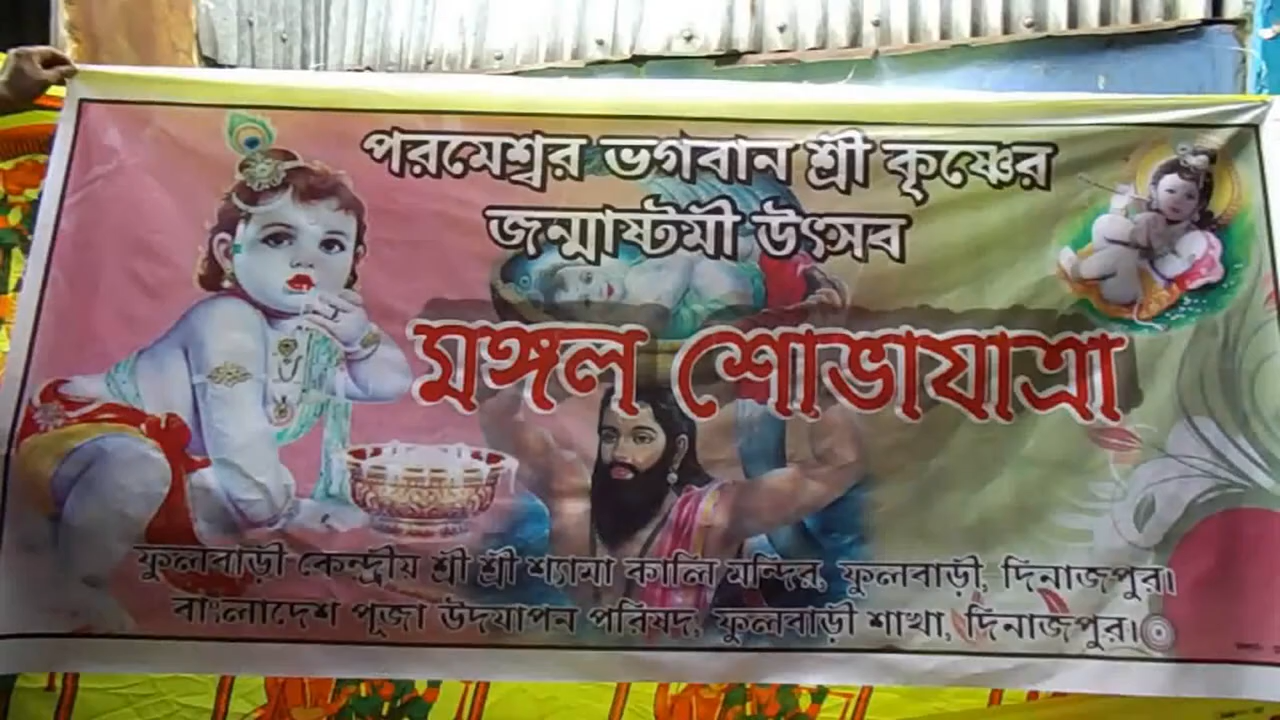 পরমেশ্বর ভগবান শ্রী কৃষ্ণের
জন্মাষ্টমী উৎসব
মঙ্গল শোভাযাত্রা
ফুলবাড়ী কেন্দ্রীয় শ্রী শ্রী শ্যামা কালি মন্দির, ফুলবাড়ী, দিনাজপুর।
বাংলাদেশ পূজা উদযাপন পরিষদ, ফুলবাড়ী শাখা, দিনাজপুর।